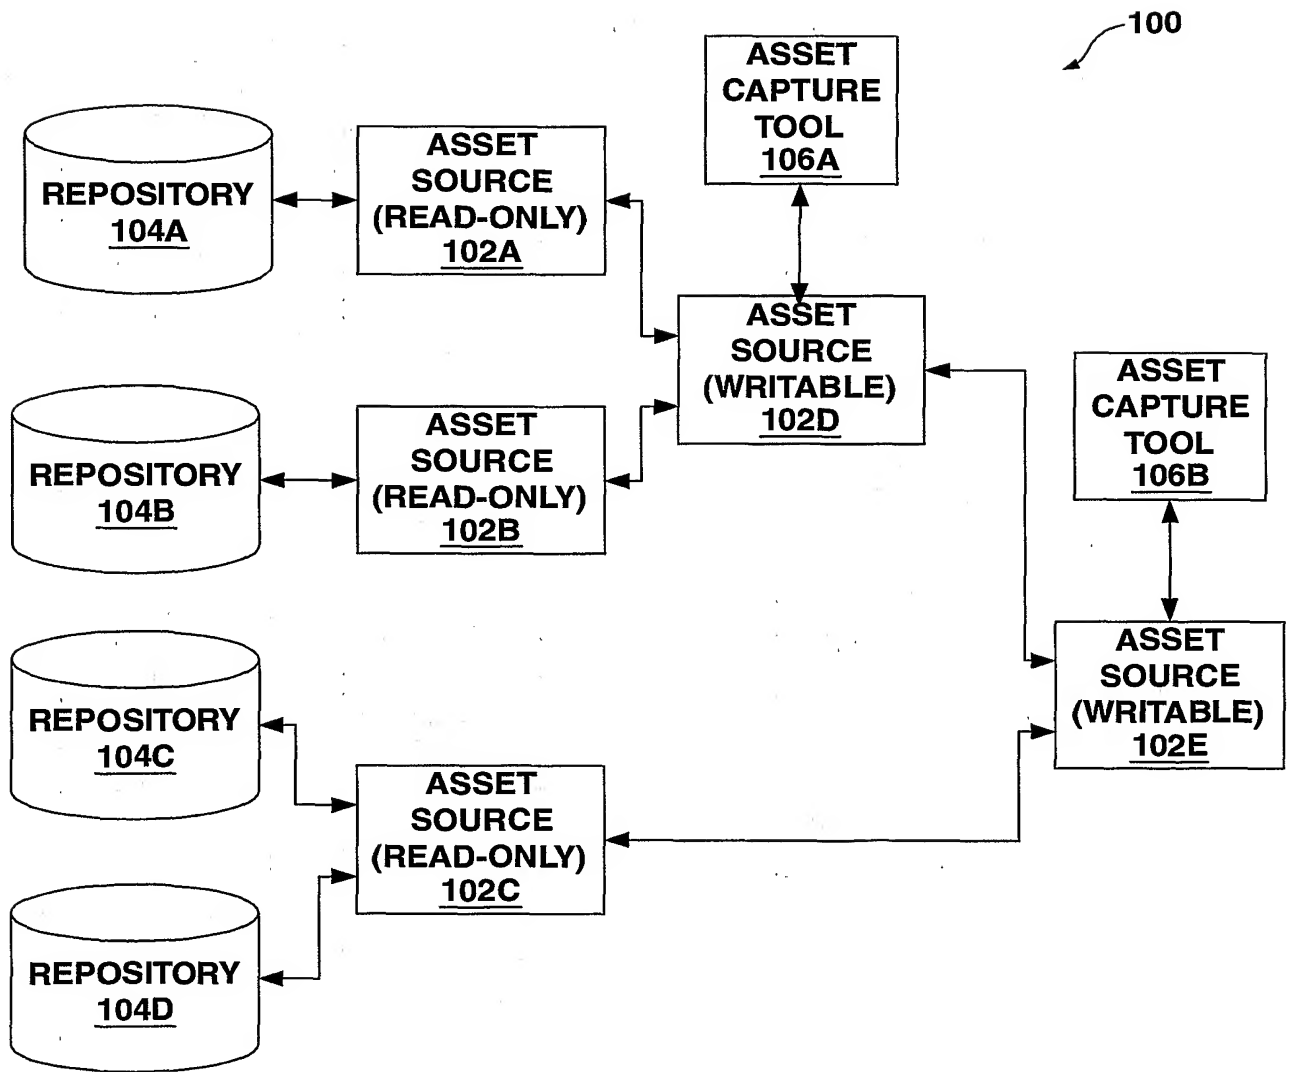 100
ASSET
CAPTURE
TOOL
106A
REPOSITORY
104A
ASSET
SOURCE
(READ-ONLY)
102A
ASSET
SOURCE
(WRITABLE)
102D
ASSET
CAPTURE
TOOL
106B
REPOSITORY
104B
ASSET
SOURCE
(READ-ONLY)
102B
ASSET
SOURCE
(WRITABLE)
102E
REPOSITORY
104C
ASSET
SOURCE
(READ-ONLY)
102C
REPOSITORY
104D